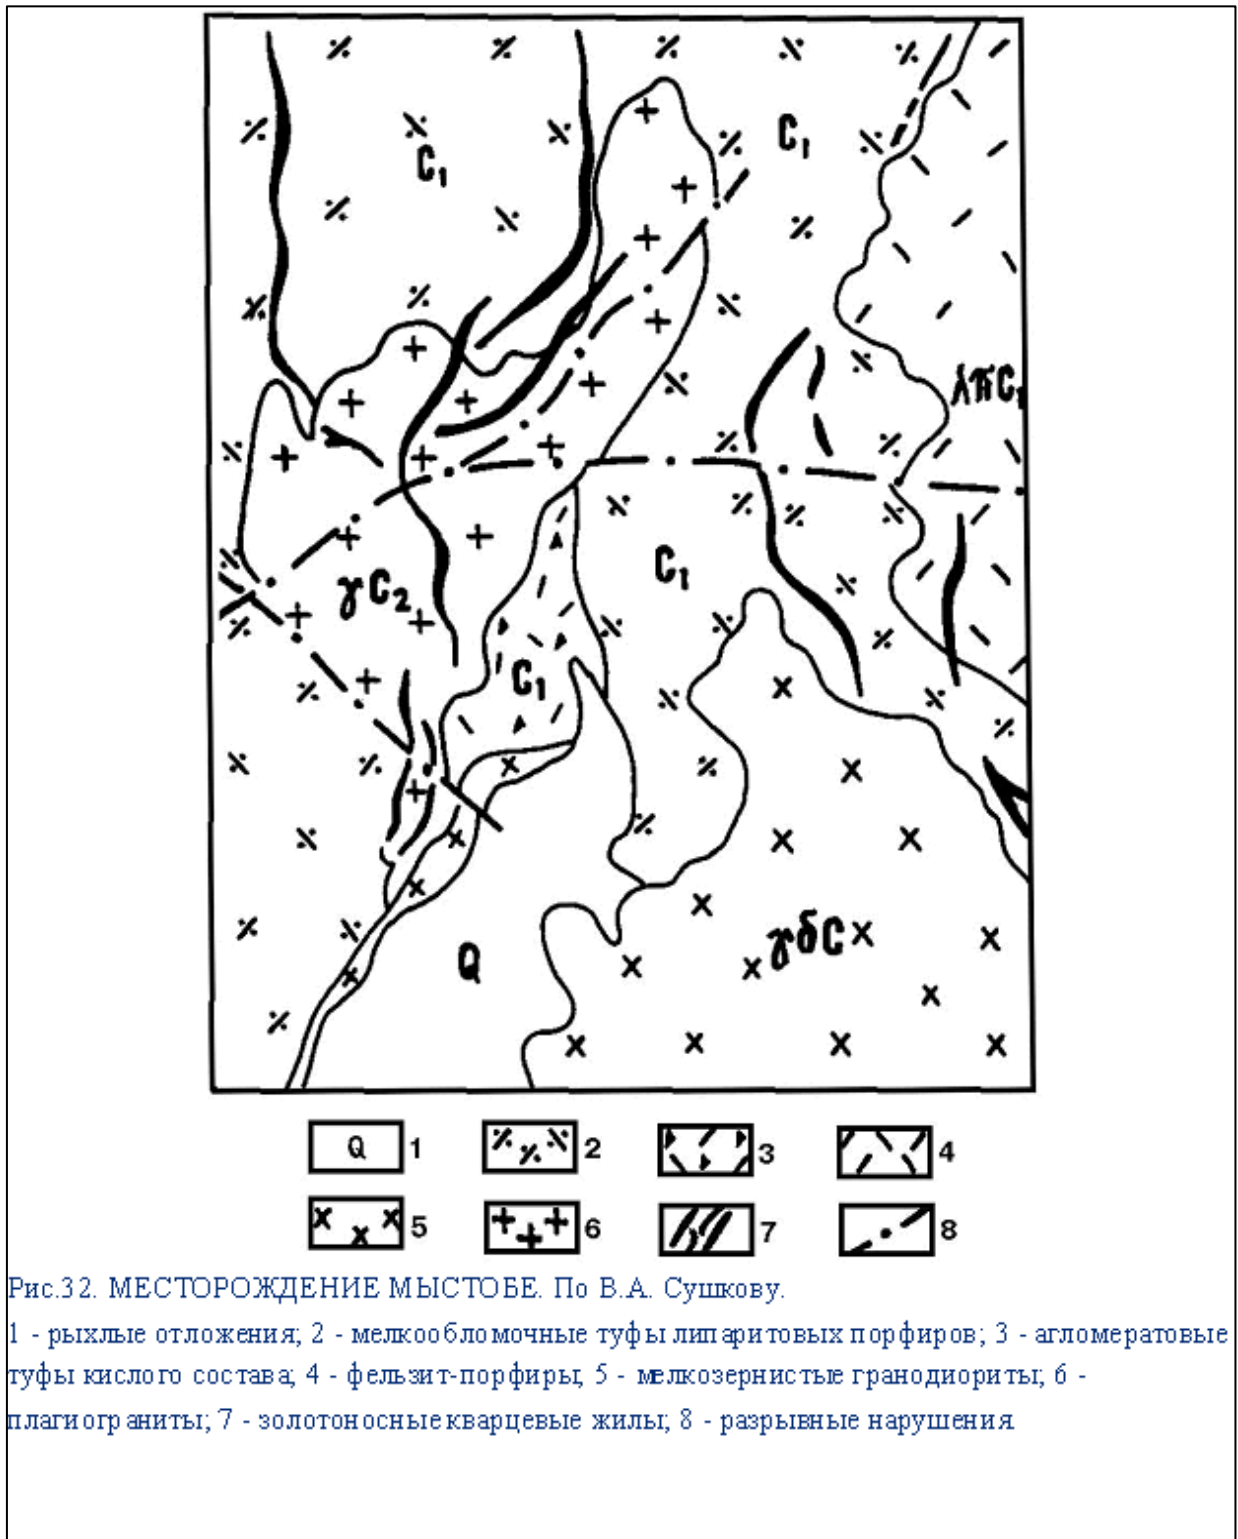 C₁
C₁
λπC₁
γC₂
C₁
C₁
Q
γδC
Q 1
2
3
4
5
6
7
8
Рис.32. МЕСТОРОЖДЕНИЕ МЫСТОБЕ. По В.А. Сушкову.
1 - рыхлые отложения; 2 - мелкообломочные туфы липаритовых порфиров; 3 - агломератовые
туфы кислого состава; 4 - фельзит-порфиры; 5 - мелкозернистые гранодиориты; 6 -
плагиограниты; 7 - золотоносные кварцевые жилы; 8 - разрывные нарушения